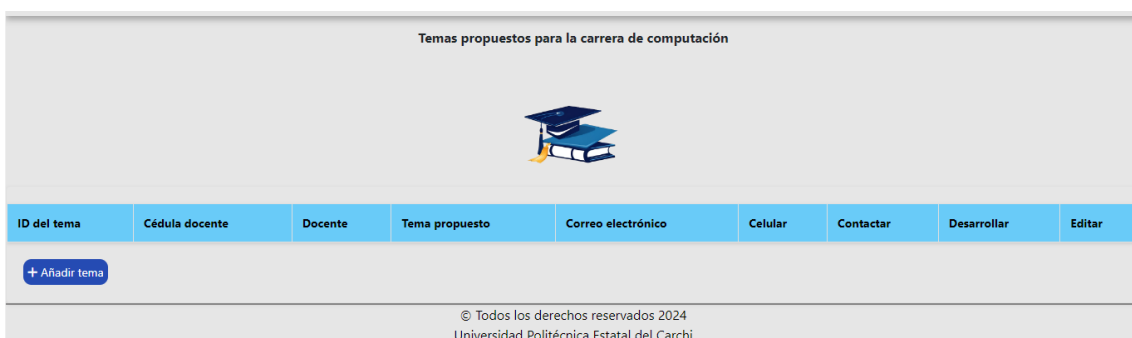 Temas propuestos para la carrera de computación
ID del tema Cédula docente Docente Tema propuesto Correo electrónico Celular Contactar Desarrollar Editar
+ Añadir tema
© Todos los derechos reservados 2024
Universidad Politécnica Estatal del Carchi